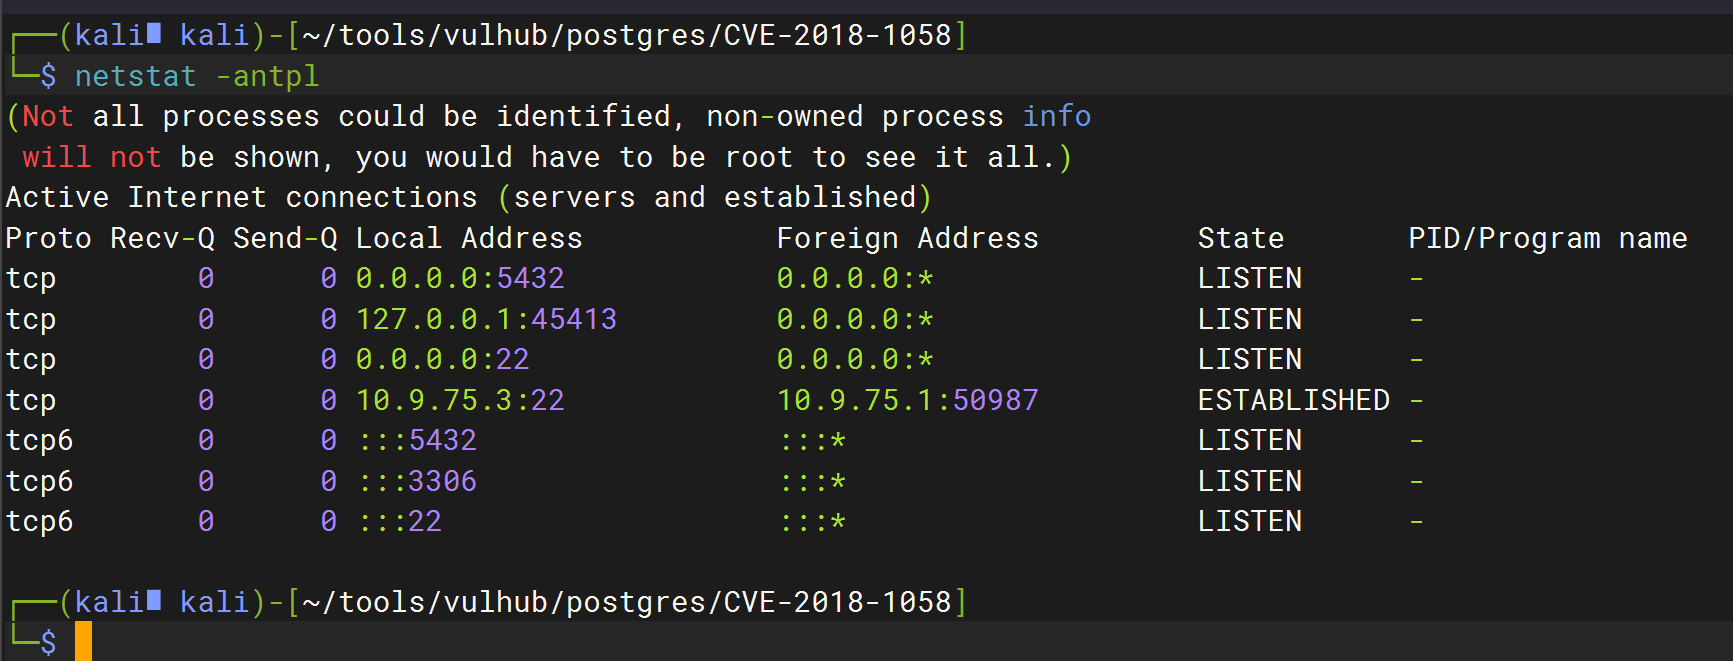 ┌──(kali■ kali)-[~/tools/vulhub/postgres/CVE-2018-1058]
└─$ netstat -antpl
(Not all processes could be identified, non-owned process info
 will not be shown, you would have to be root to see it all.)
Active Internet connections (servers and established)
Proto Recv-Q Send-Q Local Address           Foreign Address         State       PID/Program name
tcp        0      0 0.0.0.0:5432            0.0.0.0:*               LISTEN      -
tcp        0      0 127.0.0.1:45413         0.0.0.0:*               LISTEN      -
tcp        0      0 0.0.0.0:22              0.0.0.0:*               LISTEN      -
tcp        0      0 10.9.75.3:22            10.9.75.1:50987         ESTABLISHED -
tcp6       0      0 :::5432                 :::*                    LISTEN      -
tcp6       0      0 :::3306                 :::*                    LISTEN      -
tcp6       0      0 :::22                   :::*                    LISTEN      -
┌──(kali■ kali)-[~/tools/vulhub/postgres/CVE-2018-1058]
└─$